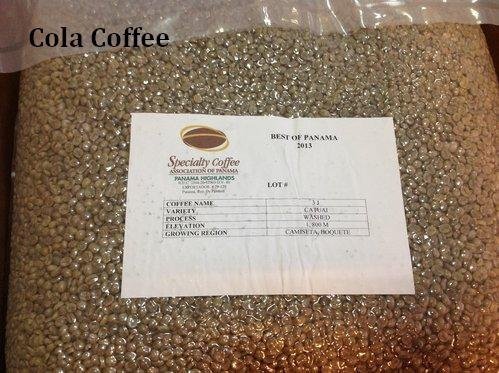 Cola Coffee
Specialty Coffee
ASSOCIATION OF PANAMA
PANAMA HIGHLANDS
BEST OF PANAMA
2013
LOT #
COFFEE NAME 3 J
VARIETY CATUAI
PROCESS WASHED
ELEVATION 1,800 M
GROWING REGION CAMISETA, BOQUETE